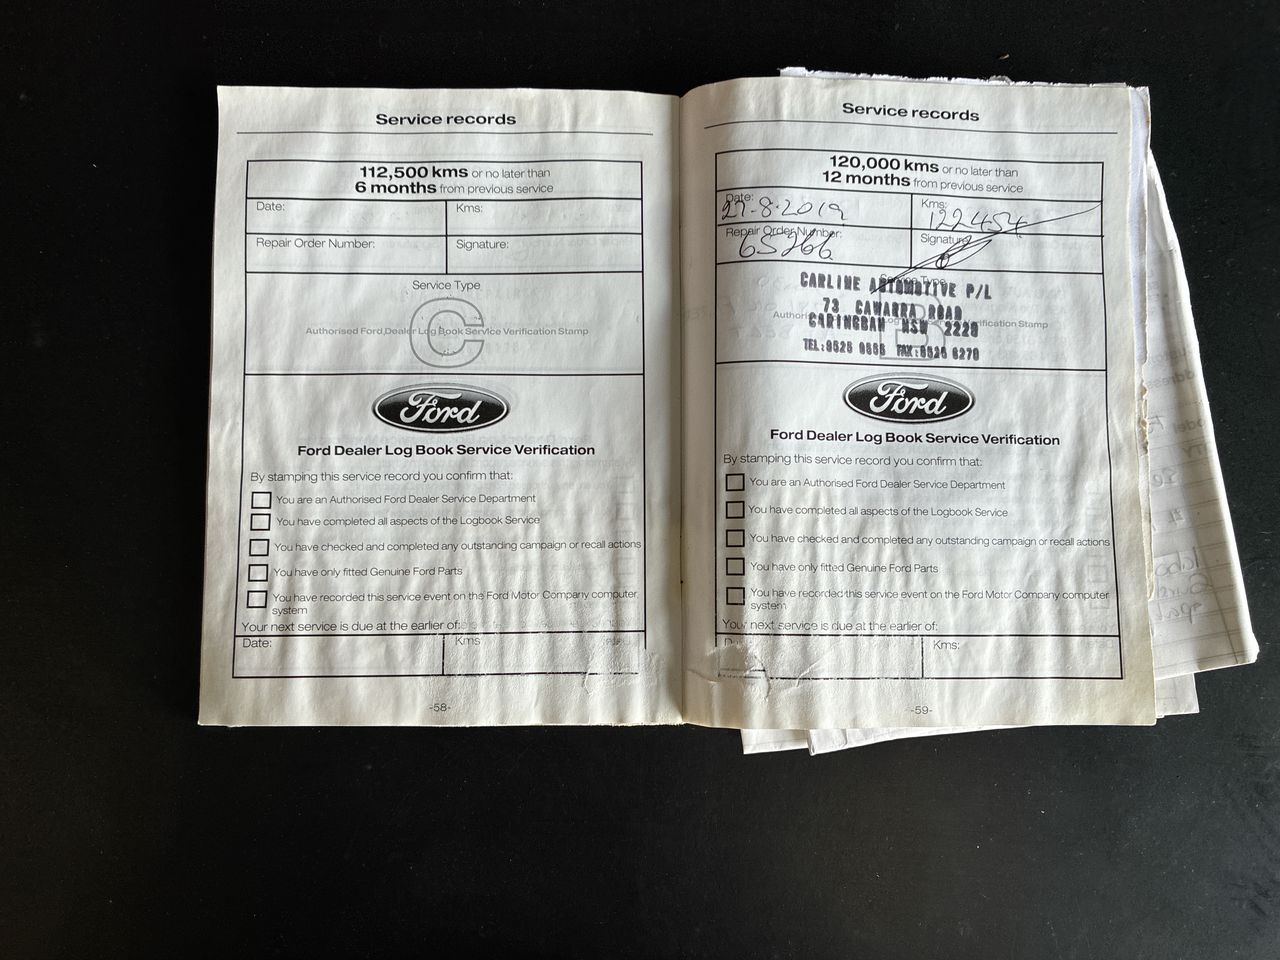 Service records
112,500 kms or no later than
6 months from previous service
Date:
Kms:
Repair Order Number:
Signature:
Service Type
C
Authorised Ford Dealer Log Book Service Verification Stamp
Ford
Ford Dealer Log Book Service Verification
By stamping this service record you confirm that:
You are an Authorised Ford Dealer Service Department
You have completed all aspects of the Logbook Service
You have checked and completed any outstanding campaign or recall actions
You have only fitted Genuine Ford Parts
You have recorded this service event on the Ford Motor Company computer
system
Your next service is due at the earlier of:
Date:
Kms
-58-
Service records
120,000 kms or no later than
12 months from previous service
Date:
27-8-2019
Kms:
122454
Repair Order Number:
65266
Signature
Service Type
CARLINE AUTOMOTIVE P/L
73 CAWARRA ROAD
CARINGBAH NSW 2229
Verification Stamp
Ford
Ford Dealer Log Book Service Verification
By stamping this service record you confirm that:
You are an Authorised Ford Dealer Service Department
You have completed all aspects of the Logbook Service
You have checked and completed any outstanding campaign or recall actions
You have only fitted Genuine Ford Parts
You have recorded this service event on the Ford Motor Company computer
system
Your next service is due at the earlier of:
Kms:
-59-